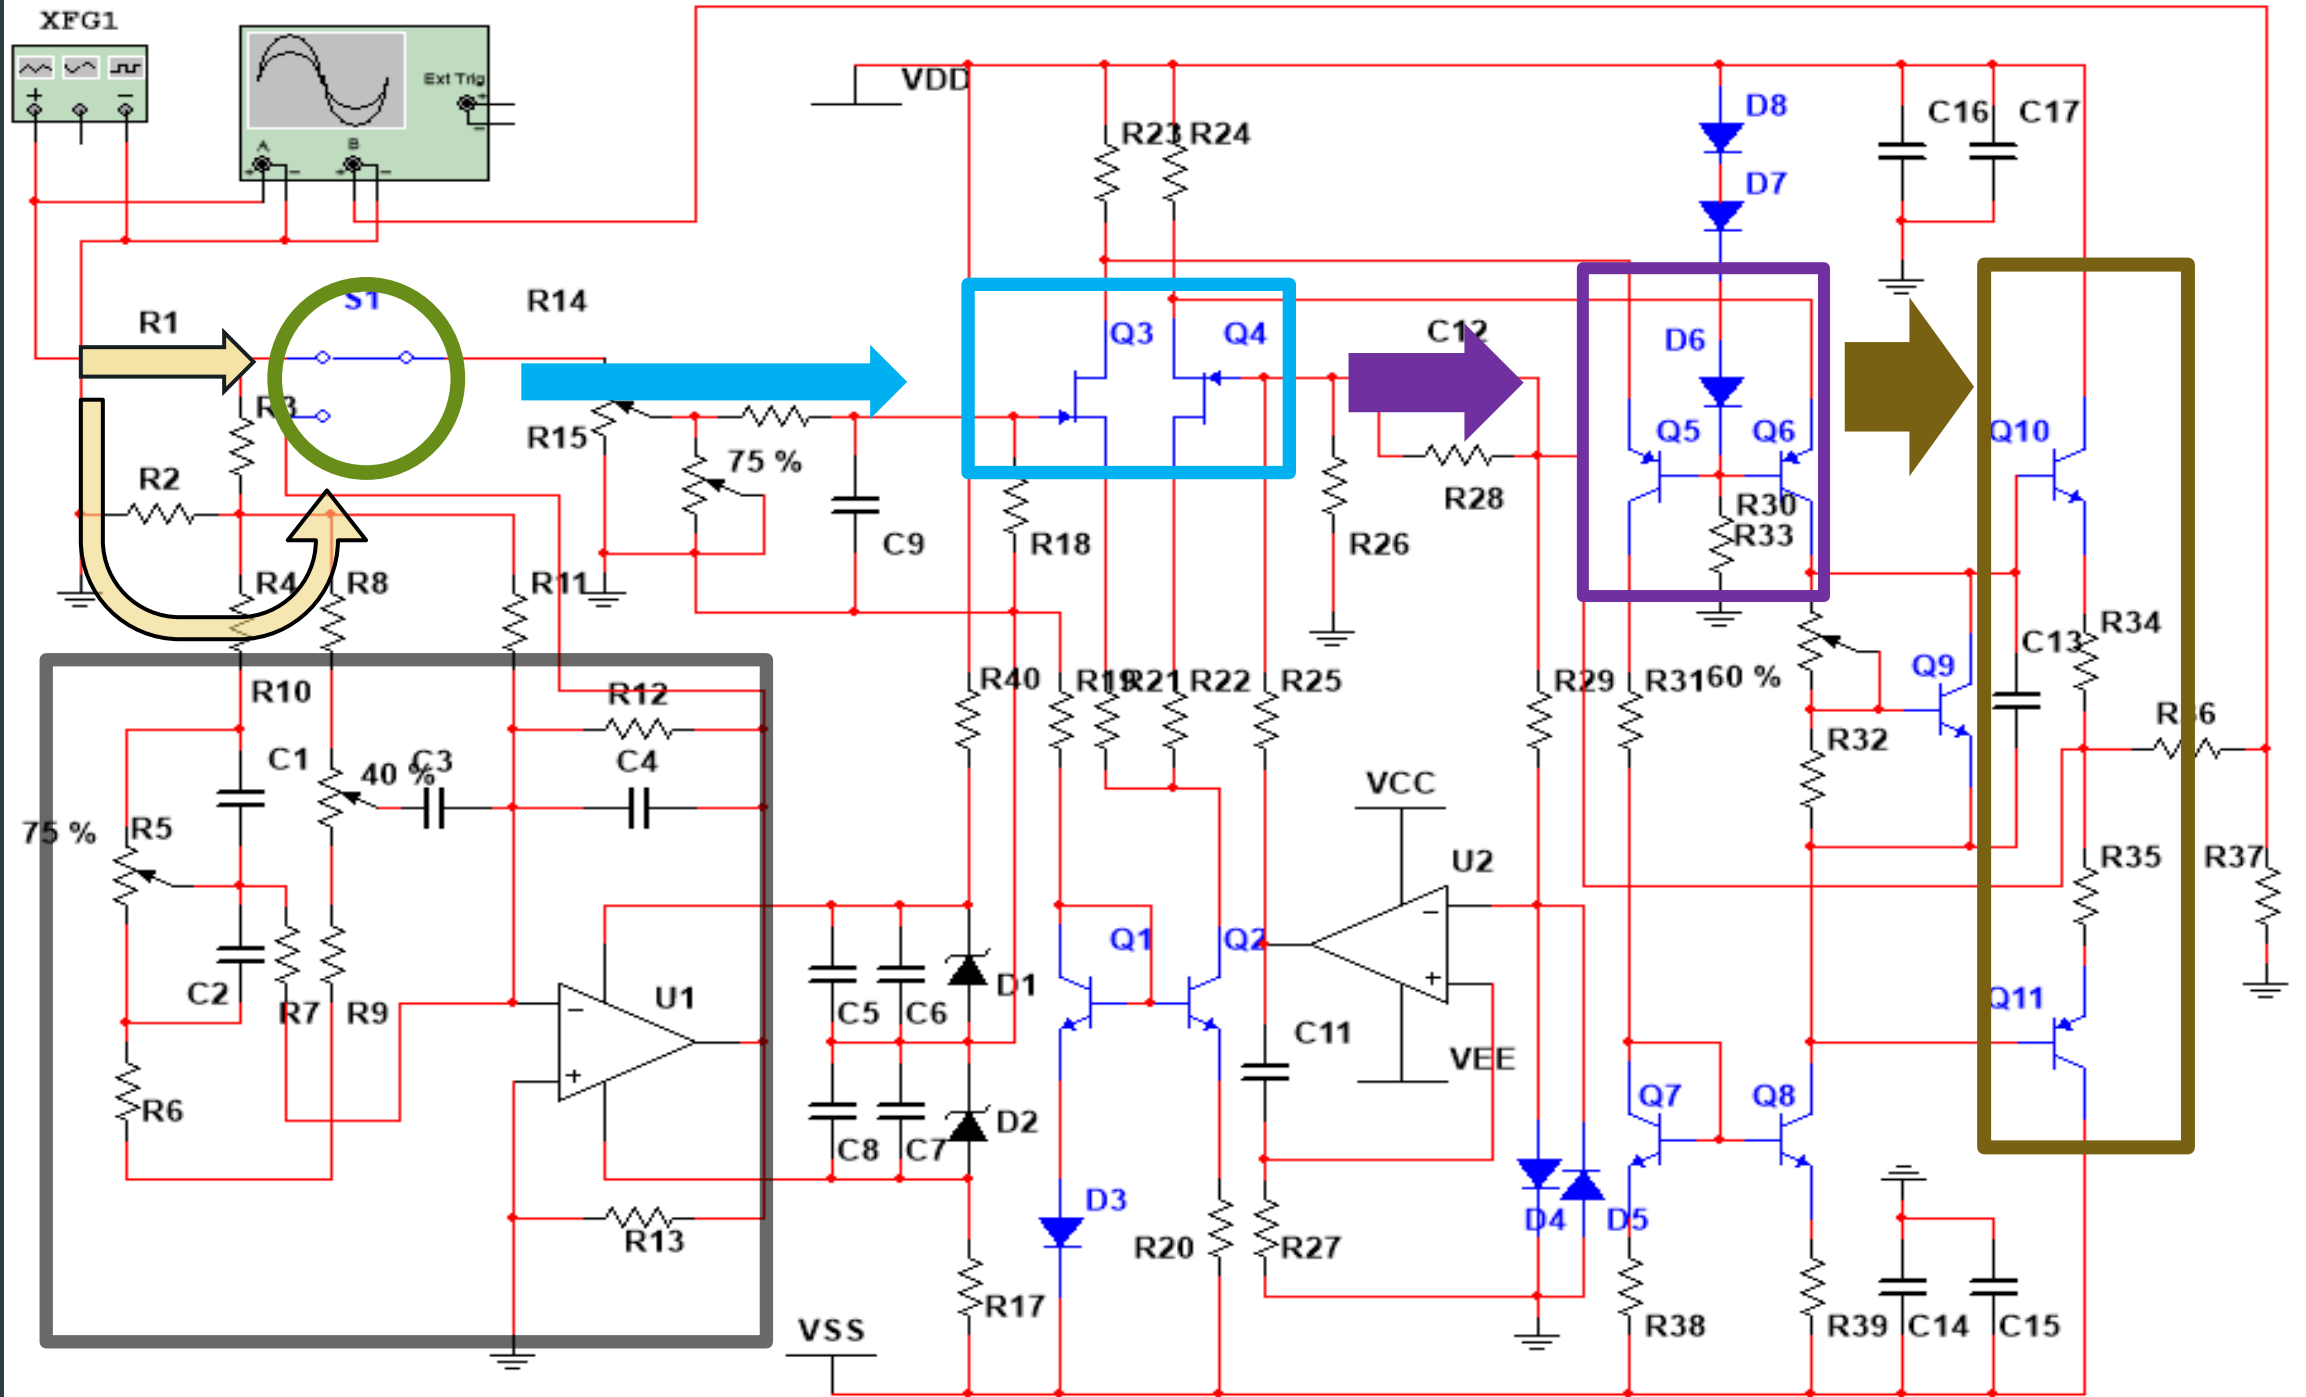 XFG1
Ext Trig
A
B
VDD
R23
R24
D8
C16
C17
D7
S1
R14
R1
Q3
Q4
C12
D6
R3
R15
75 %
Q5
Q6
Q10
R2
R28
R30
R33
C9
R18
R26
R4
R8
R11
R34
C13
Q9
R10
R12
R40
R19
R21
R22
R25
R29
R31
60 %
R36
R32
C1
40 %
C3
C4
VCC
75 %
R5
U2
R35
R37
Q1
Q2
C2
R7
R9
U1
C5
C6
D1
C11
Q11
VEE
R6
C8
C7
D2
Q7
Q8
D3
D4
D5
R13
R20
R27
R17
VSS
R38
R39
C14
C15